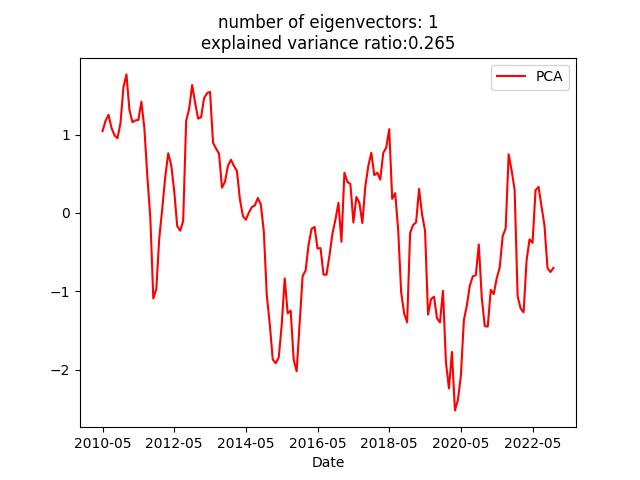 number of eigenvectors: 1
explained variance ratio:0.265
PCA
1
0
−1
−2
2010-05 2012-05 2014-05 2016-05 2018-05 2020-05 2022-05
Date